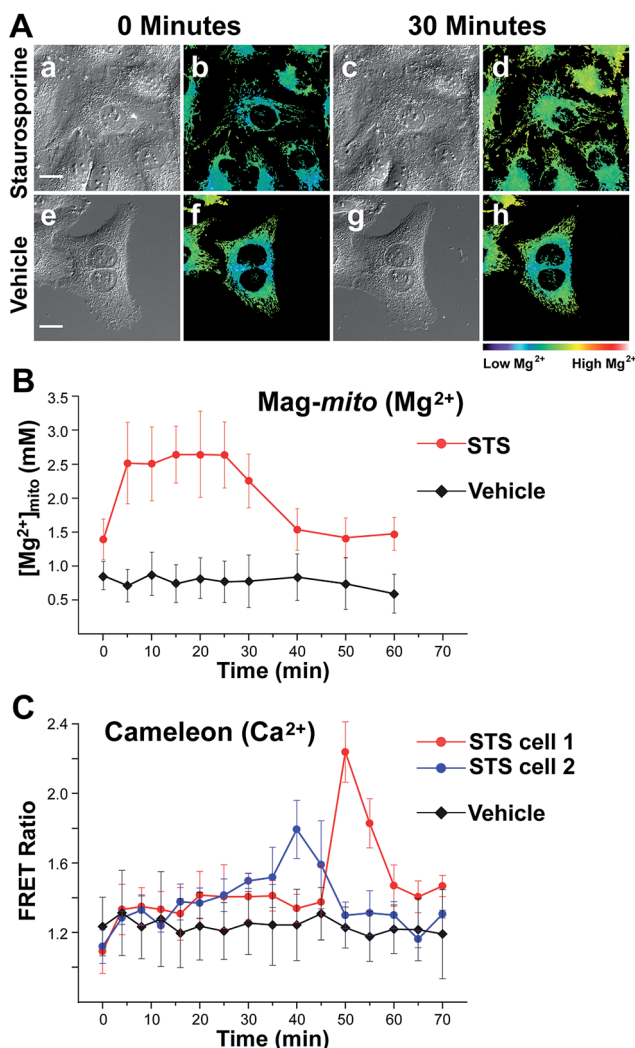 A
0 Minutes 30 Minutes
Staurosporine
a b c d
Vehicle
e f g h
Low Mg²⁺ High Mg²⁺
B
Mag-mito (Mg²⁺)
[Mg²⁺]mito (mM)
3.5
3.0
2.5
2.0
1.5
1.0
0.5
STS
Vehicle
0 10 20 30 40 50 60 70
Time (min)
C
Cameleon (Ca²⁺)
FRET Ratio
2.4
2.0
1.6
1.2
STS cell 1
STS cell 2
Vehicle
0 10 20 30 40 50 60 70
Time (min)